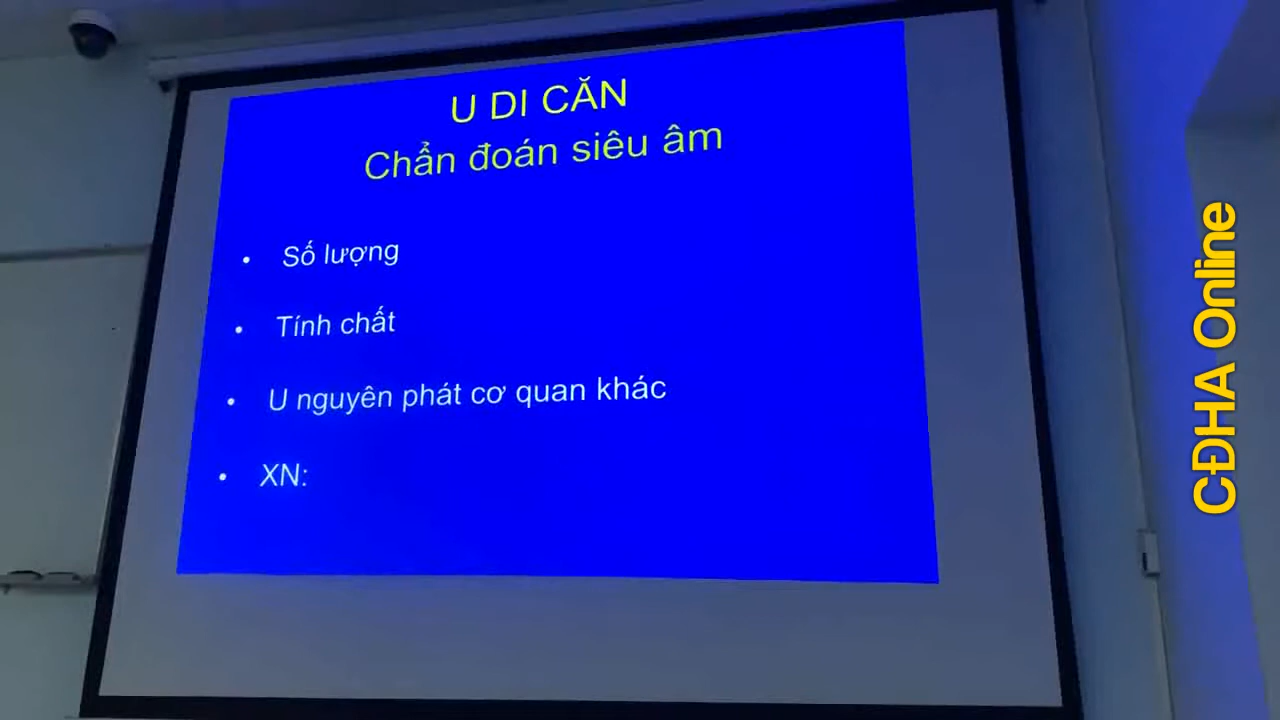 U DI CĂN
Chẩn đoán siêu âm
• Số lượng
• Tính chất
• U nguyên phát cơ quan khác
• XN:
CĐHA Online